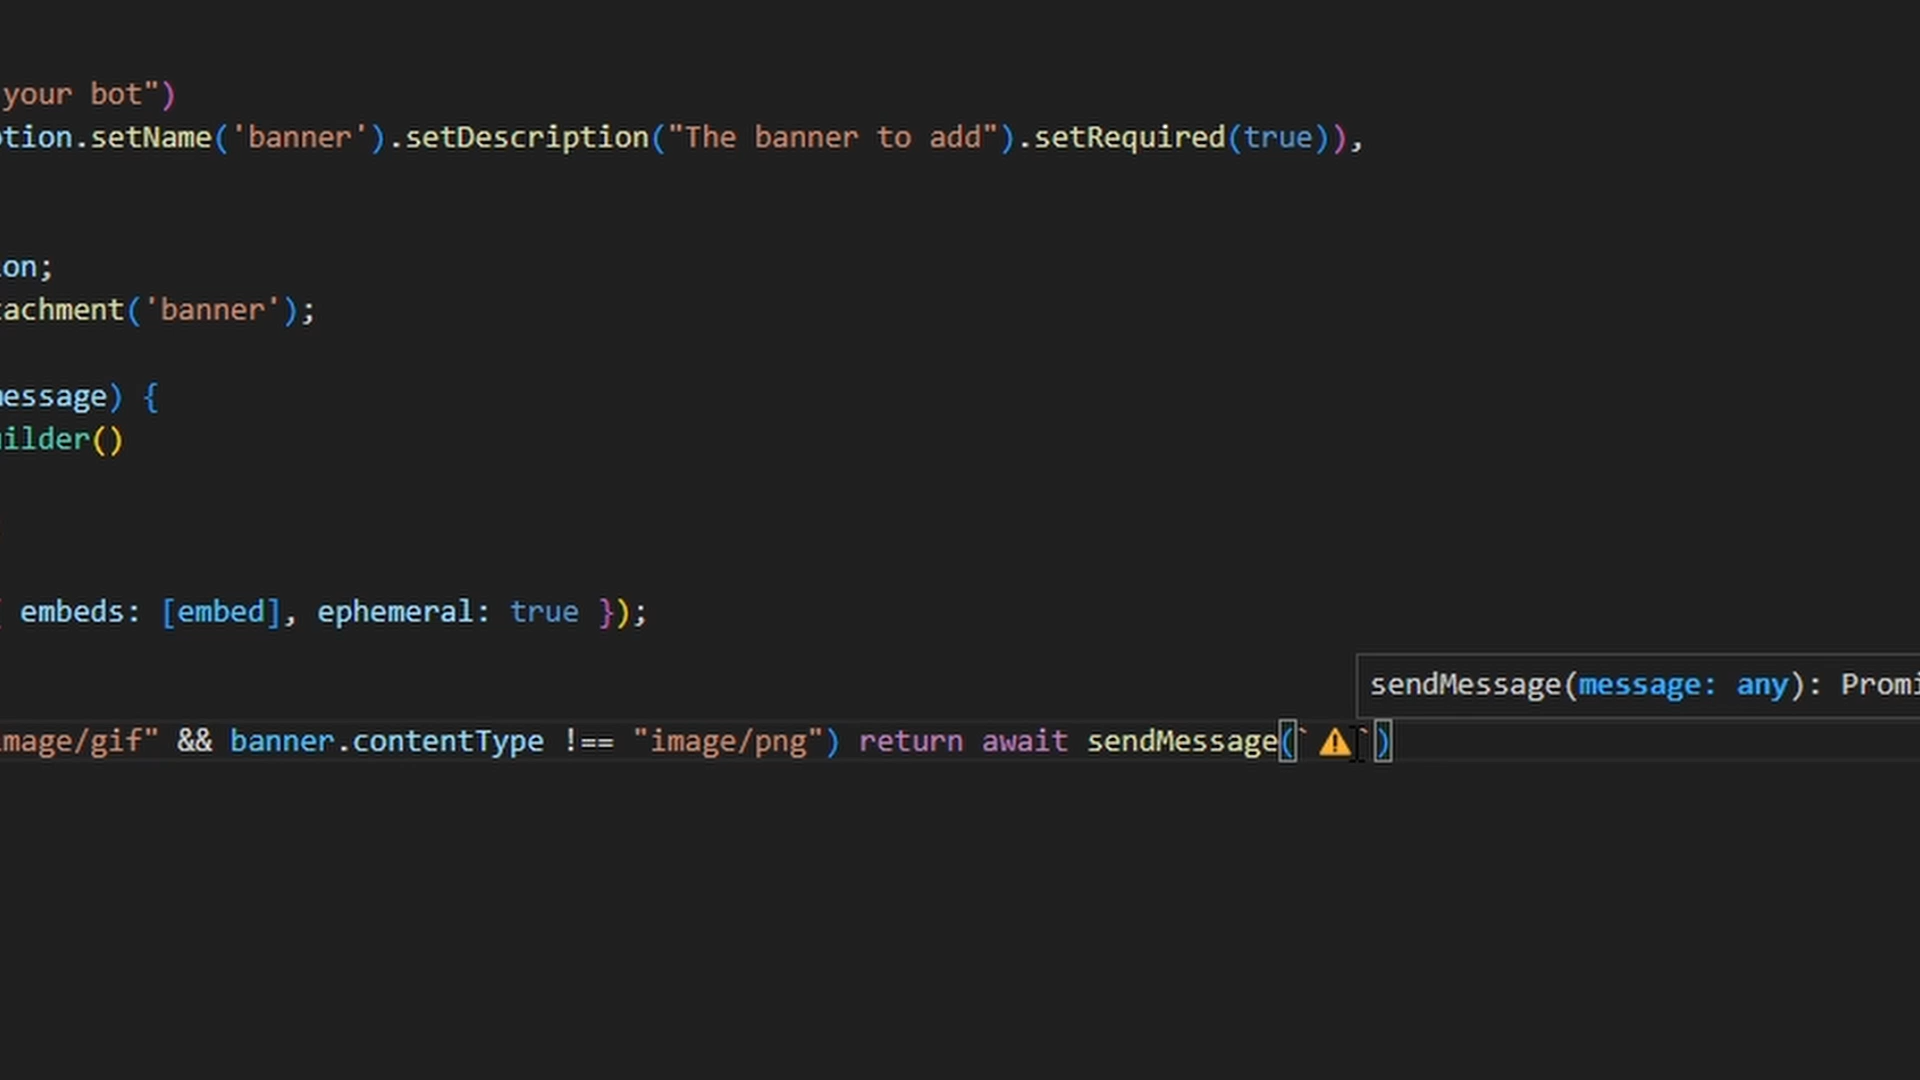 your bot")
tion.setName('banner').setDescription("The banner to add").setRequired(true)),
on;
tachment('banner');
essage) {
ilder()
embeds: [embed], ephemeral: true });
sendMessage(message: any): Promi
mage/gif" && banner.contentType !== "image/png") return await sendMessage(` ⚠️ `)